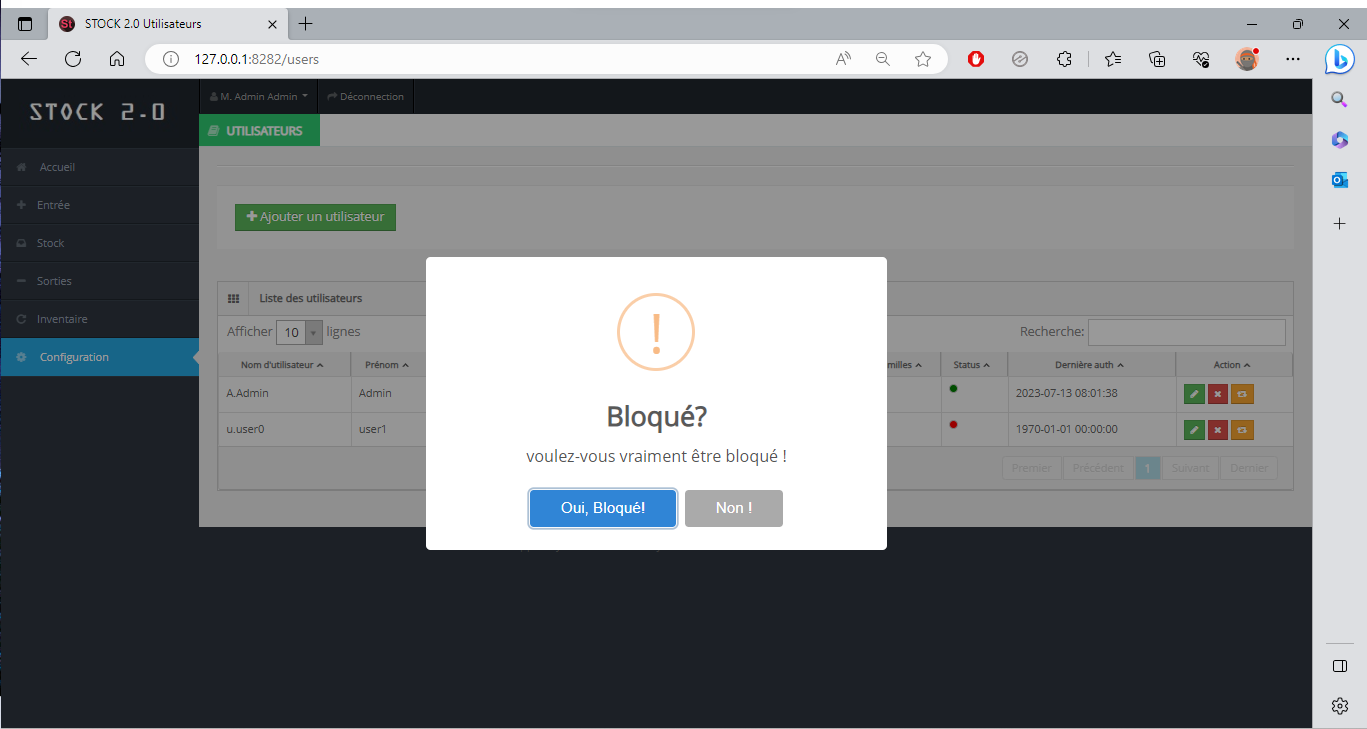 STOCK 2.0 Utilisateurs
127.0.0.1:8282/users
STOCK 2.0
M. Admin Admin
Déconnection
UTILISATEURS
Accueil
Entrée
Stock
Sorties
Inventaire
Configuration
Ajouter un utilisateur
Liste des utilisateurs
Afficher 10 lignes
Recherche:
Nom d'utilisateur Prénom milles Status Dernière auth Action
A.Admin Admin 2023-07-13 08:01:38
u.user0 user1 1970-01-01 00:00:00
Premier Précédent 1 Suivant Dernier
!
Bloqué?
voulez-vous vraiment être bloqué !
Oui, Bloqué! Non !